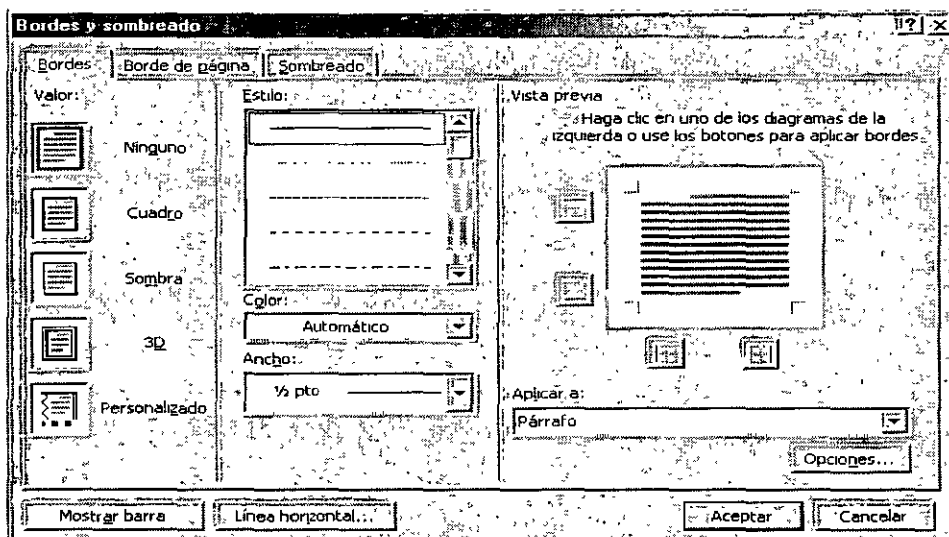 Bordes y sombreado
Bordes Borde de página Sombreado
Valor:
Ninguno
Cuadro
Sombra
3D
Personalizado
Estilo:
Color:
Automático
Ancho:
½ pto
Vista previa
Haga clic en uno de los diagramas de la
izquierda o use los botones para aplicar bordes
Aplicar a:
Párrafo
Opciones...
Mostrar barra Línea horizontal... Aceptar Cancelar